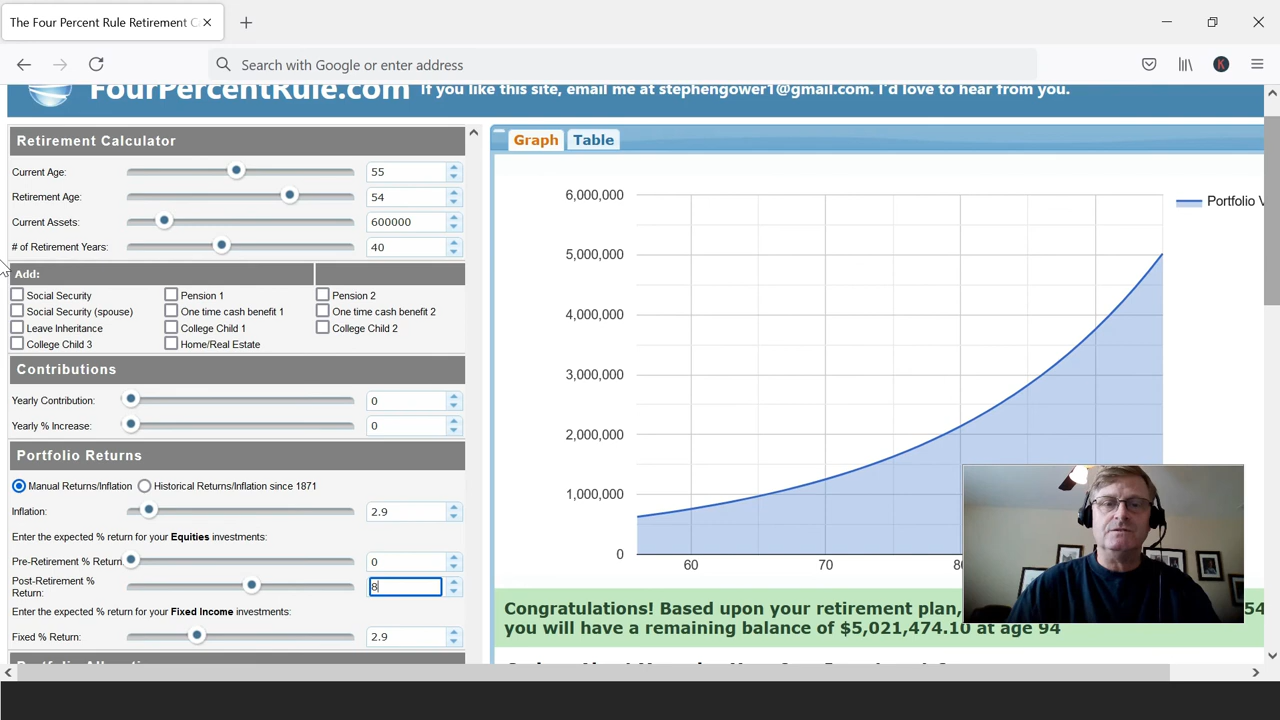 The Four Percent Rule Retirement C
Search with Google or enter address
K
FourPercentRule.com If you like this site, email me at stephengower1@gmail.com. I'd love to hear from you.
Retirement Calculator
Current Age: 55
Retirement Age: 54
Current Assets: 600000
# of Retirement Years: 40
Add:
Social Security Pension 1 Pension 2
Social Security (spouse) One time cash benefit 1 One time cash benefit 2
Leave Inheritance College Child 1 College Child 2
College Child 3 Home/Real Estate
Contributions
Yearly Contribution: 0
Yearly % Increase: 0
Portfolio Returns
Manual Returns/Inflation Historical Returns/Inflation since 1871
Inflation: 2.9
Enter the expected % return for your Equities investments:
Pre-Retirement % Return: 0
Post-Retirement %
Return: 8
Enter the expected % return for your Fixed Income investments:
Fixed % Return: 2.9
Graph Table
6,000,000
5,000,000
4,000,000
3,000,000
2,000,000
1,000,000
0
60 70 8
Portfolio V
Congratulations! Based upon your retirement plan, 54
you will have a remaining balance of $5,021,474.10 at age 94